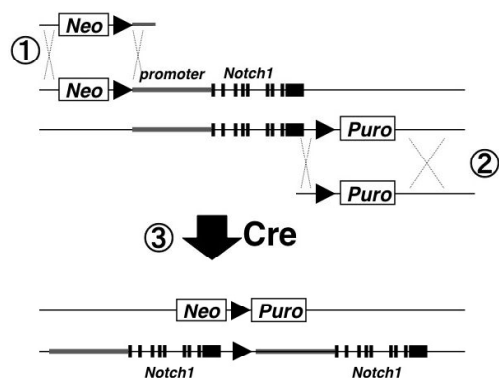 ① Neo
promoter Notch1
Neo
Puro
②
Puro
③ Cre
Neo Puro
Notch1 Notch1